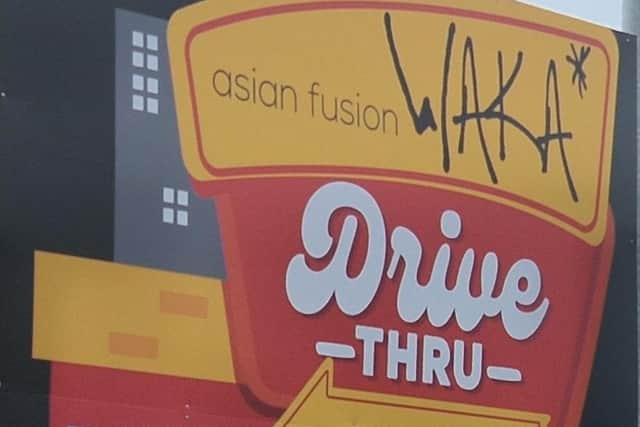 asian fusion WAKA*
Drive
-THRU-